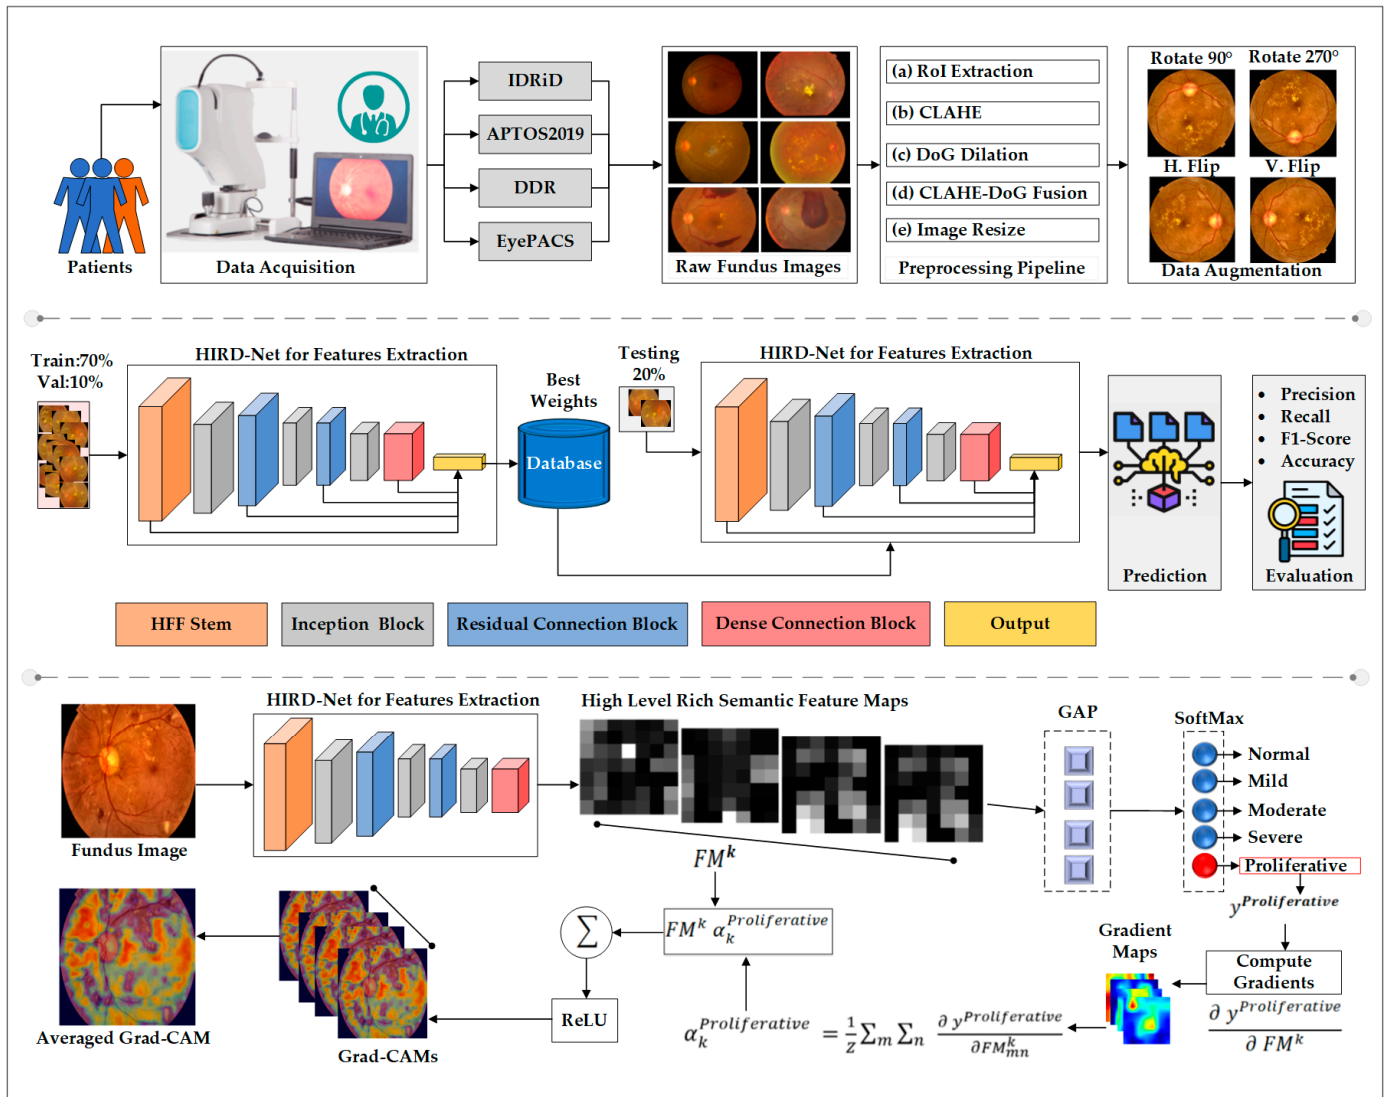 Patients
Data Acquisition
IDRiD
APTOS2019
DDR
EyePACS
Raw Fundus Images
(a) RoI Extraction
(b) CLAHE
(c) DoG Dilation
(d) CLAHE-DoG Fusion
(e) Image Resize
Preprocessing Pipeline
Rotate 90°
Rotate 270°
H. Flip
V. Flip
Data Augmentation
Train:70%
Val:10%
HIRD-Net for Features Extraction
Best
Weights
Database
Testing
20%
HIRD-Net for Features Extraction
Prediction
• Precision
• Recall
• F1-Score
• Accuracy
Evaluation
HFF Stem
Inception Block
Residual Connection Block
Dense Connection Block
Output
Fundus Image
HIRD-Net for Features Extraction
High Level Rich Semantic Feature Maps
GAP
SoftMax
Normal
Mild
Moderate
Severe
Proliferative
y^Proliferative
Compute
Gradients
∂ y^Proliferative / ∂ FM^k
Gradient
Maps
α_k^Proliferative = 1/Z ∑_m ∑_n ∂ y^Proliferative / ∂FM_mn^k
FM^k
FM^k α_k^Proliferative
∑
ReLU
Grad-CAMs
Averaged Grad-CAM